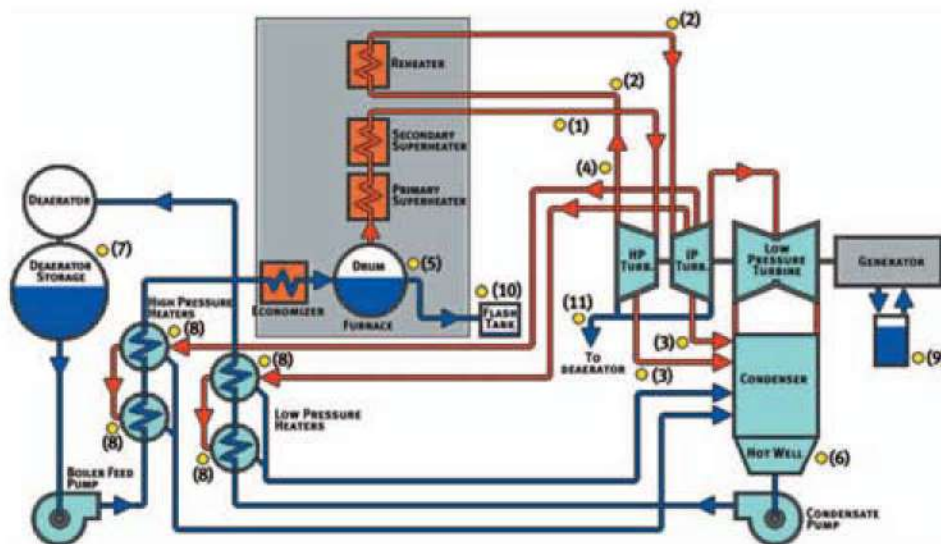 (2)
REHEATER
(2)
(1)
SECONDARY
SUPERHEATER
(4)
PRIMARY
SUPERHEATER
DEAERATOR
(7)
DEAERATOR
STORAGE
DRUM
(5)
HP
TURB.
IP
TURB.
LOW
PRESSURE
TURBINE
GENERATOR
HIGH PRESSURE
HEATERS
(8)
ECONOMIZER
FURNACE
(10)
FLASH
TANK
(11)
TO
DEAERATOR
(3)
(3)
(9)
(8)
CONDENSER
(8)
LOW PRESSURE
HEATERS
(8)
HOT WELL
(6)
BOILER FEED
PUMP
CONDENSATE
PUMP